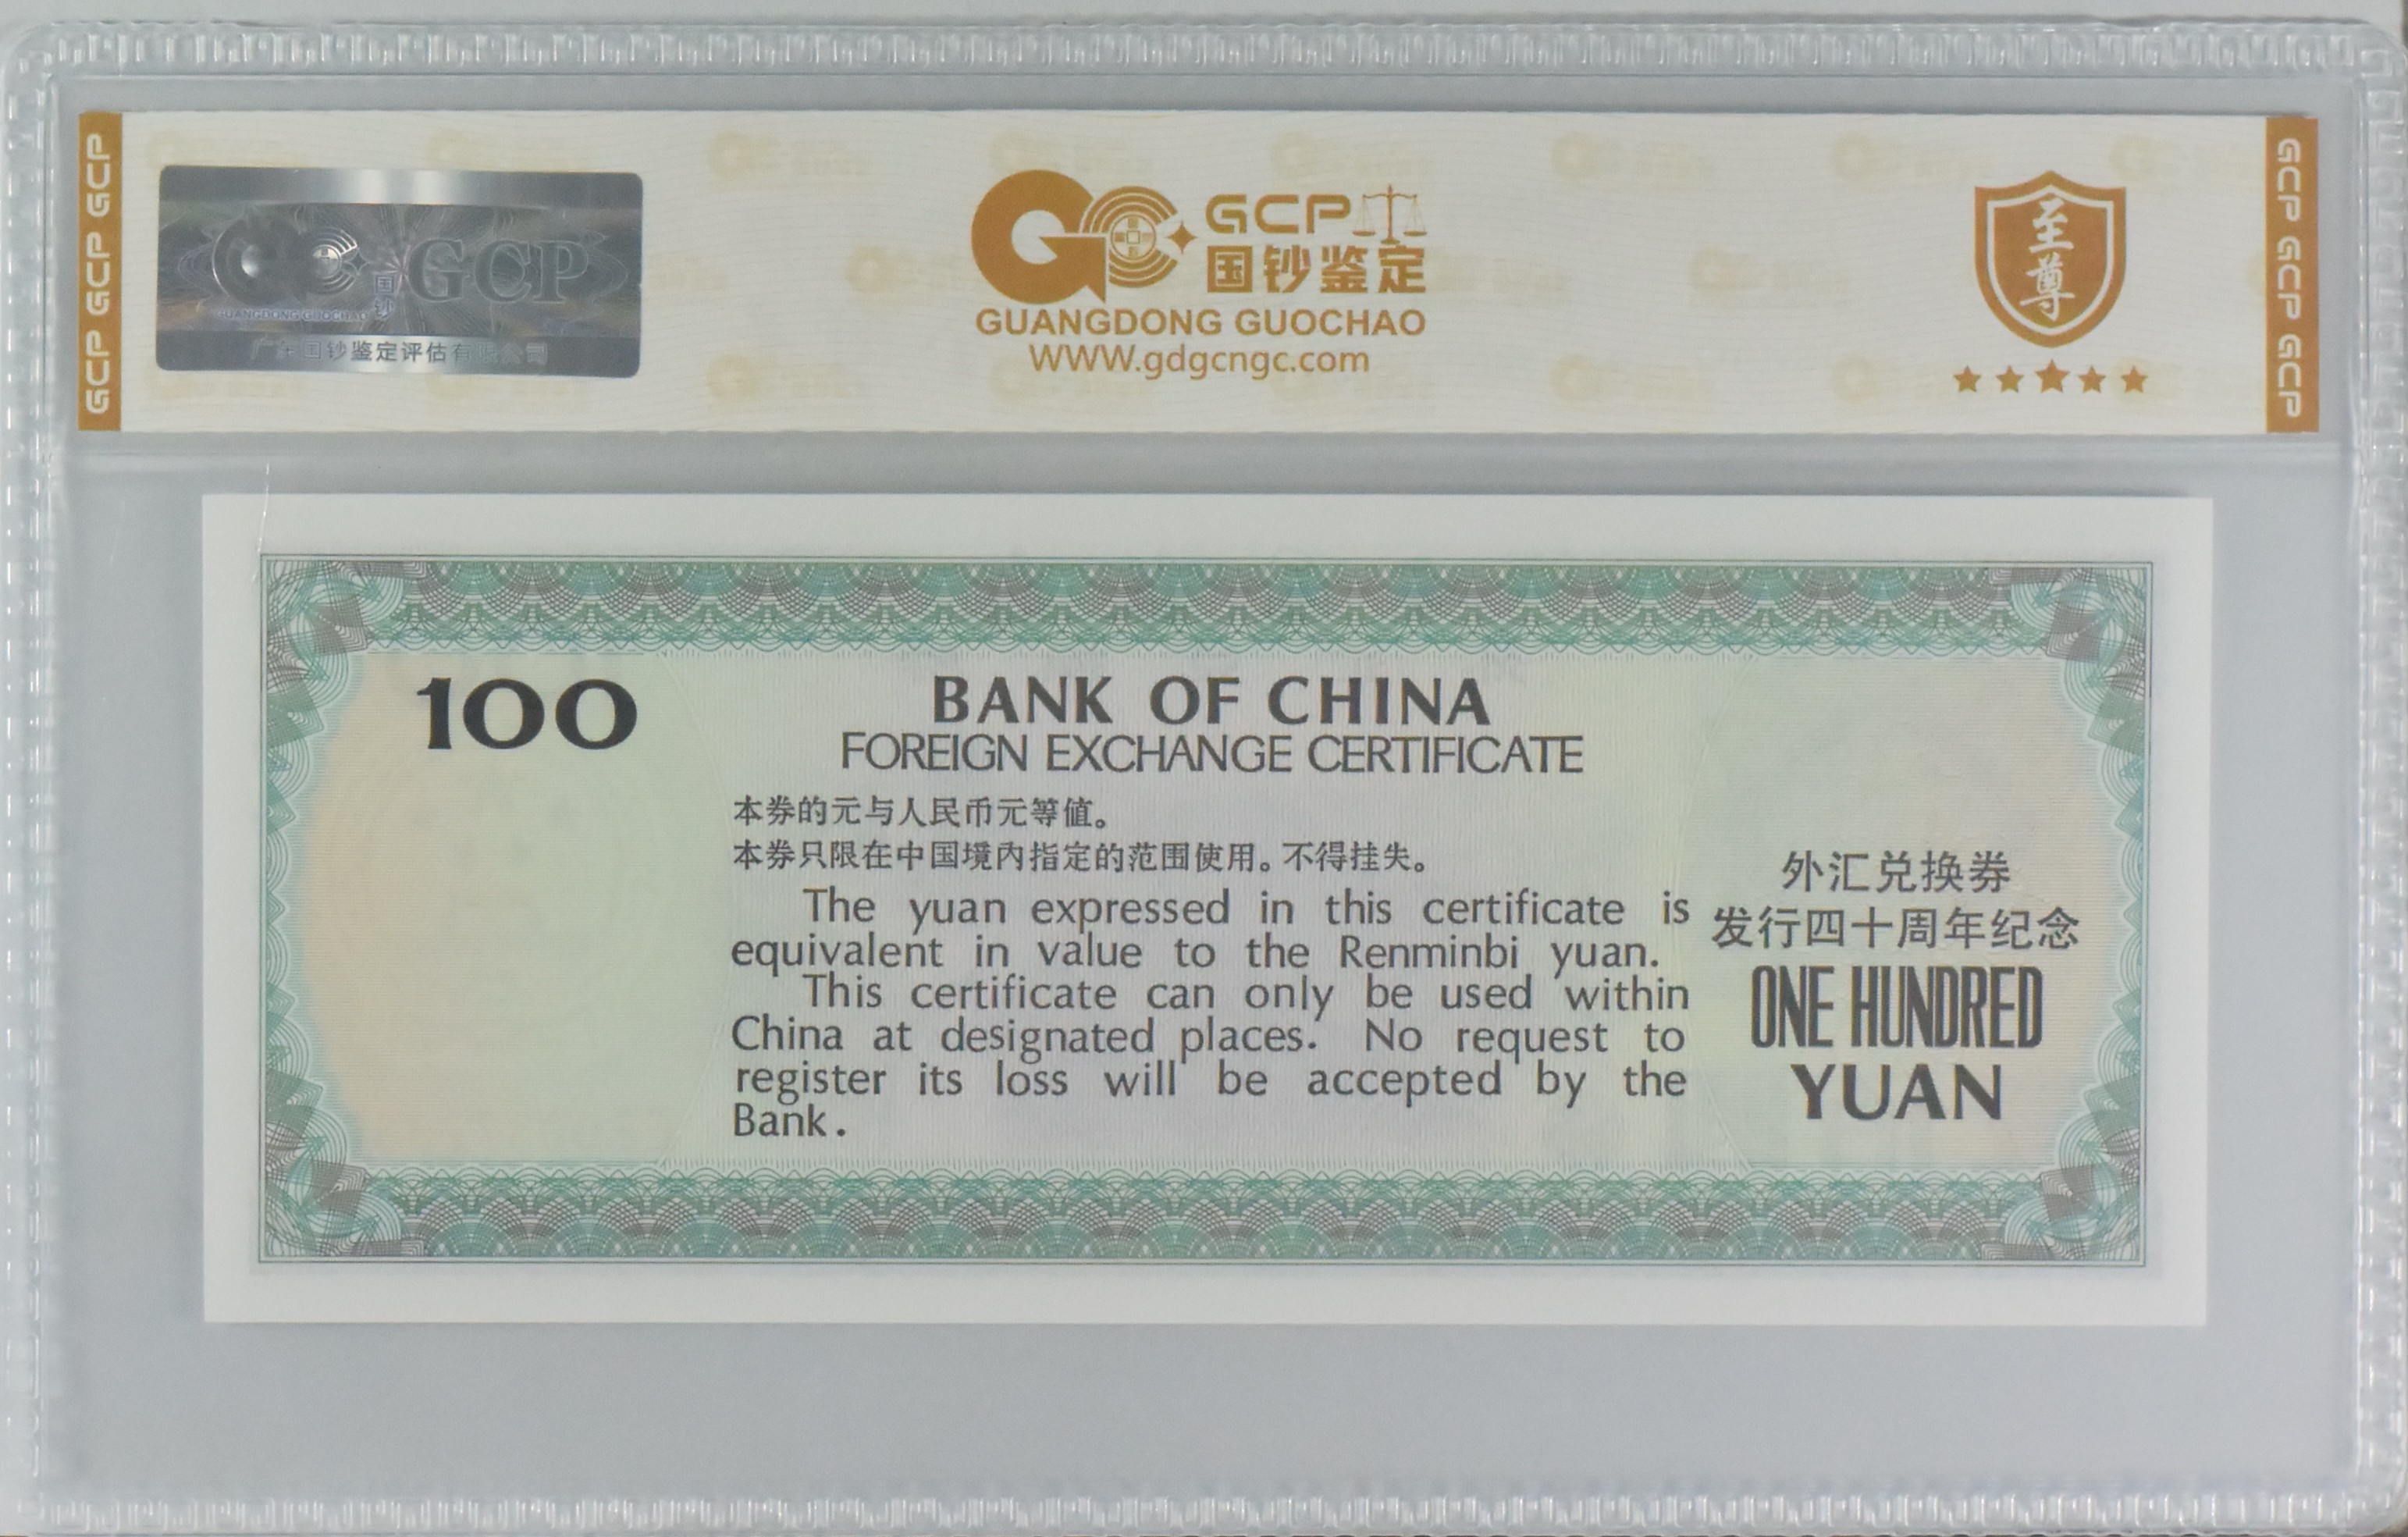 GCP GCP GCP
GCP
国钞
GUANGDONG GUOCHAO
广东国钞鉴定评估有限公司
GCP
国钞鉴定
GUANGDONG GUOCHAO
WWW.gdgcngc.com
至尊
GCP GCP GCP
100
BANK OF CHINA
FOREIGN EXCHANGE CERTIFICATE
本券的元与人民币元等值。
本券只限在中国境内指定的范围使用。不得挂失。
The yuan expressed in this certificate is
equivalent in value to the Renminbi yuan.
This certificate can only be used within
China at designated places. No request to
register its loss will be accepted by the
Bank.
外汇兑换券
发行四十周年纪念
ONE HUNDRED
YUAN